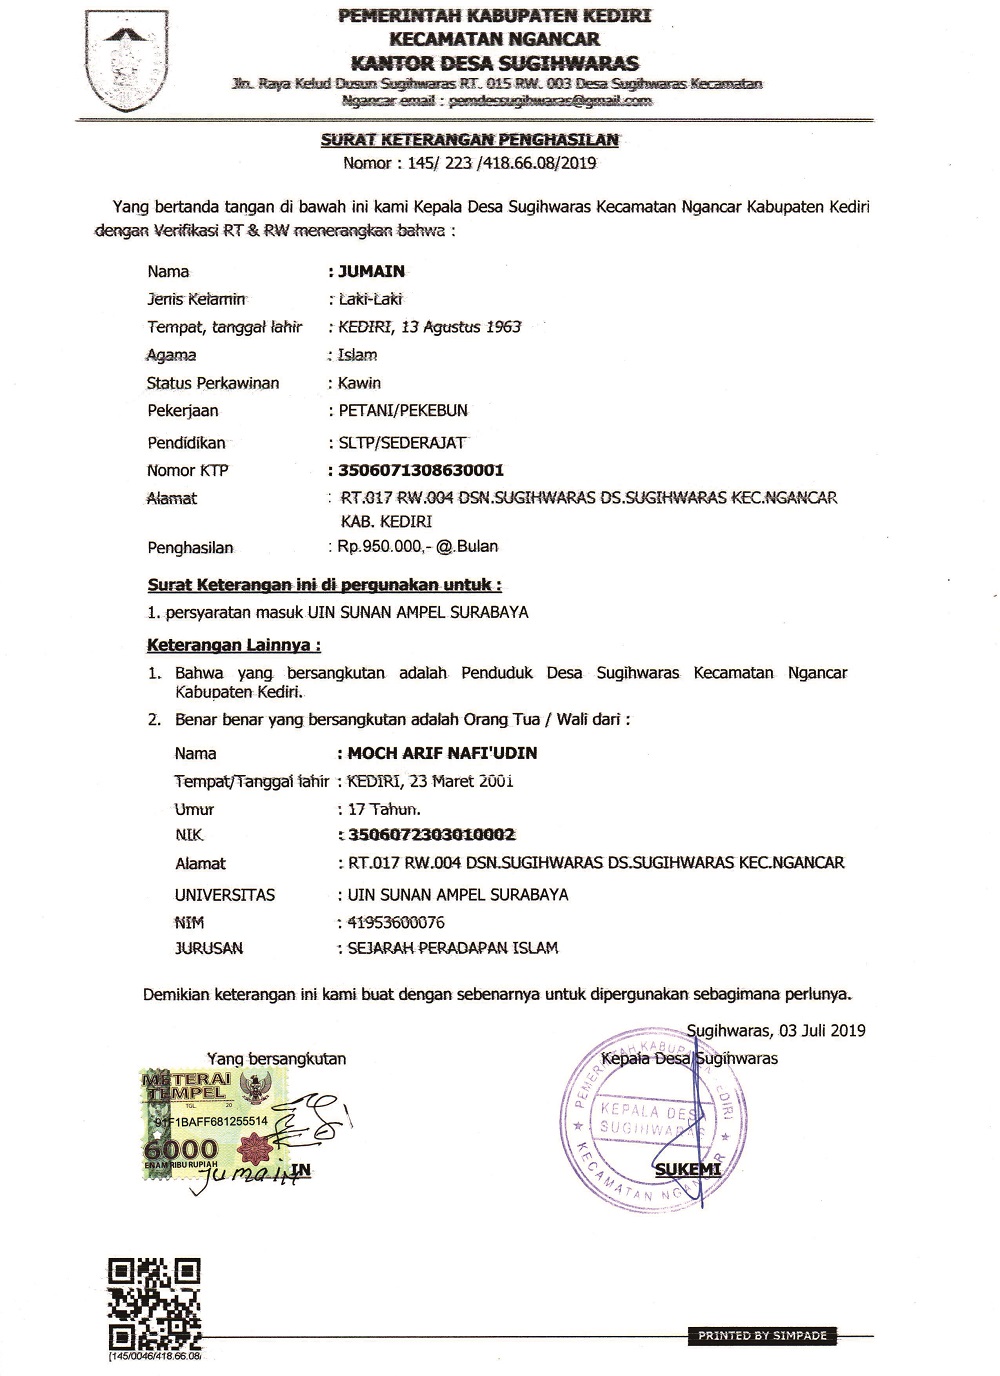 PEMERINTAH KABUPATEN KEDIRI
KECAMATAN NGANCAR
KANTOR DESA SUGIHWARAS
Jln. Raya Kelud Dusun Sugihwaras RT. 015 RW. 003 Desa Sugihwaras Kecamatan
Ngancar email : pemdessugihwaras@gmail.com
SURAT KETERANGAN PENGHASILAN
Nomor : 145/ 223 /418.66.08/2019
Yang bertanda tangan di bawah ini kami Kepala Desa Sugihwaras Kecamatan Ngancar Kabupaten Kediri
dengan Verifikasi RT & RW menerangkan bahwa :
Nama : JUMAIN
Jenis Kelamin : Laki-Laki
Tempat, tanggal lahir : KEDIRI, 13 Agustus 1963
Agama : Islam
Status Perkawinan : Kawin
Pekerjaan : PETANI/PEKEBUN
Pendidikan : SLTP/SEDERAJAT
Nomor KTP : 3506071308630001
Alamat : RT.017 RW.004 DSN.SUGIHWARAS DS.SUGIHWARAS KEC.NGANCAR
KAB. KEDIRI
Penghasilan : Rp.950.000,- @.Bulan
Surat Keterangan ini di pergunakan untuk :
1. persyaratan masuk UIN SUNAN AMPEL SURABAYA
Keterangan Lainnya :
1. Bahwa yang bersangkutan adalah Penduduk Desa Sugihwaras Kecamatan Ngancar
Kabupaten Kediri.
2. Benar benar yang bersangkutan adalah Orang Tua / Wali dari :
Nama : MOCH ARIF NAFI'UDIN
Tempat/Tanggal lahir : KEDIRI, 23 Maret 2001
Umur : 17 Tahun.
NIK : 3506072303010002
Alamat : RT.017 RW.004 DSN.SUGIHWARAS DS.SUGIHWARAS KEC.NGANCAR
UNIVERSITAS : UIN SUNAN AMPEL SURABAYA
NIM : 41953600076
JURUSAN : SEJARAH PERADAPAN ISLAM
Demikian keterangan ini kami buat dengan sebenarnya untuk dipergunakan sebagimana perlunya.
Sugihwaras, 03 Juli 2019
Yang bersangkutan
Kepala Desa Sugihwaras
METERAI
TEMPEL
TGL 20
91F1BAFF681255514
6000
ENAM RIBU RUPIAH
Jumain
IN
PEMERINTAH KABUPATEN KEDIRI
KEPALA DESA
SUGIHWARAS
KECAMATAN NGANCAR
SUKEMI
[145/0046/418.66.08/
PRINTED BY SIMPADE